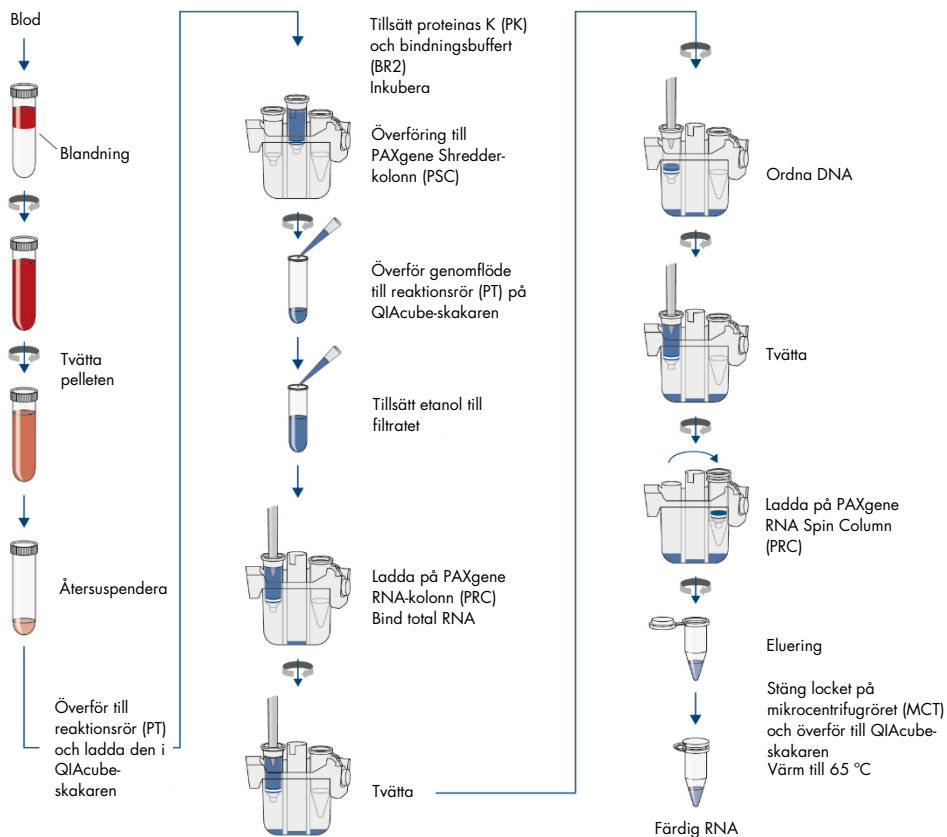 Blod
Blandning
Tvätta
pelleten
Återsuspendera
Överför till
reaktionsrör (PT)
och ladda den i
QIAcube-
skakaren
Tillsätt proteinas K (PK)
och bindningsbuffert
(BR2)
Inkubera
Överföring till
PAXgene Shredder-
kolonn (PSC)
Överför genomflöde
till reaktionsrör (PT) på
QIAcube-skakaren
Tillsätt etanol till
filtratet
Ladda på PAXgene
RNA-kolonn (PRC)
Bind total RNA
Tvätta
Ordna DNA
Tvätta
Ladda på PAXgene
RNA Spin Column
(PRC)
Eluering
Stäng locket på
mikrocentrifugröret (MCT)
och överför till QIAcube-
skakaren
Värm till 65 °C
Färdig RNA